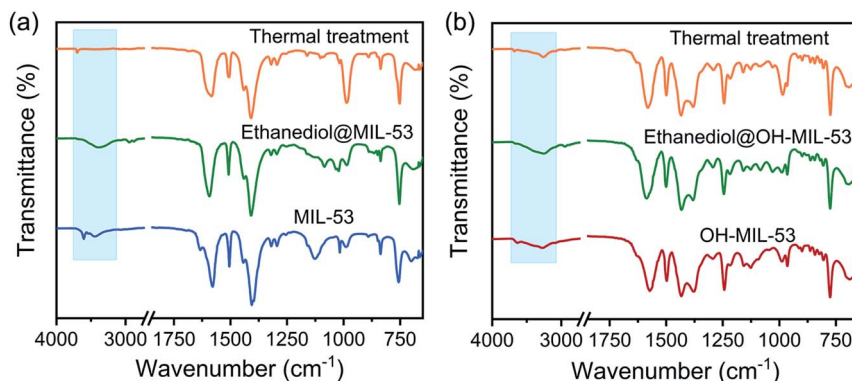 (a)
Thermal treatment
Ethanediol@MIL-53
MIL-53
Transmittance (%)
4000 3000 1750 1500 1250 1000 750
Wavenumber (cm⁻¹)
(b)
Thermal treatment
Ethanediol@OH-MIL-53
OH-MIL-53
Transmittance (%)
4000 3000 1750 1500 1250 1000 750
Wavenumber (cm⁻¹)